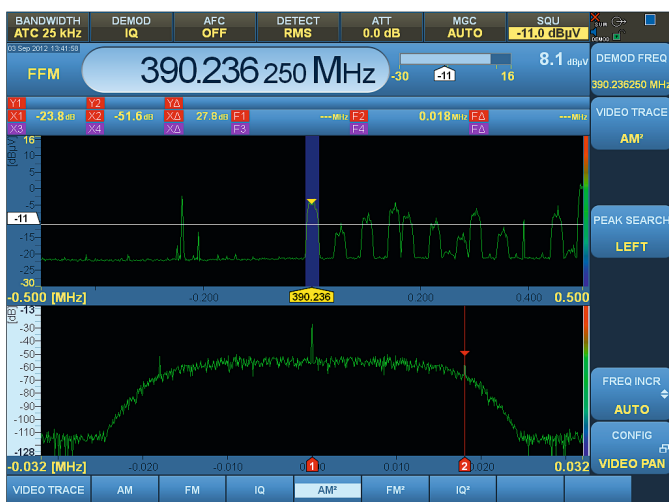 BANDWIDTH DEMOD AFC DETECT ATT MGC SQU
ATC 25 kHz IQ OFF RMS 0.0 dB AUTO -11.0 dBµV
03 Sep 2012 13:41:58
FFM 390.236 250 MHz -30 -11 16 8.1 dBµV
DEMOD FREQ
390.236250 MHz
Y1 Y2 YΔ
X1 -23.8 dB X2 -51.6 dB XΔ 27.8 dB F1 --- MHz F2 0.018 MHz FΔ --- MHz
X3 X4 XΔ F3 F4 FΔ
VIDEO TRACE
AM²
[dBµV]
16
10
5
0
-5
-11
-15
-20
-25
-30
PEAK SEARCH
LEFT
-0.500 [MHz] -0.200 390.236 0.200 0.400 0.500
[dB]
-13
-30
-40
-50
-60
-70
-80
-90
-100
-110
-128
FREQ INCR
AUTO
CONFIG
VIDEO PAN
-0.032 [MHz] -0.020 -0.010 1 0.010 2 0.020 0.032
VIDEO TRACE AM FM IQ AM² FM² IQ²